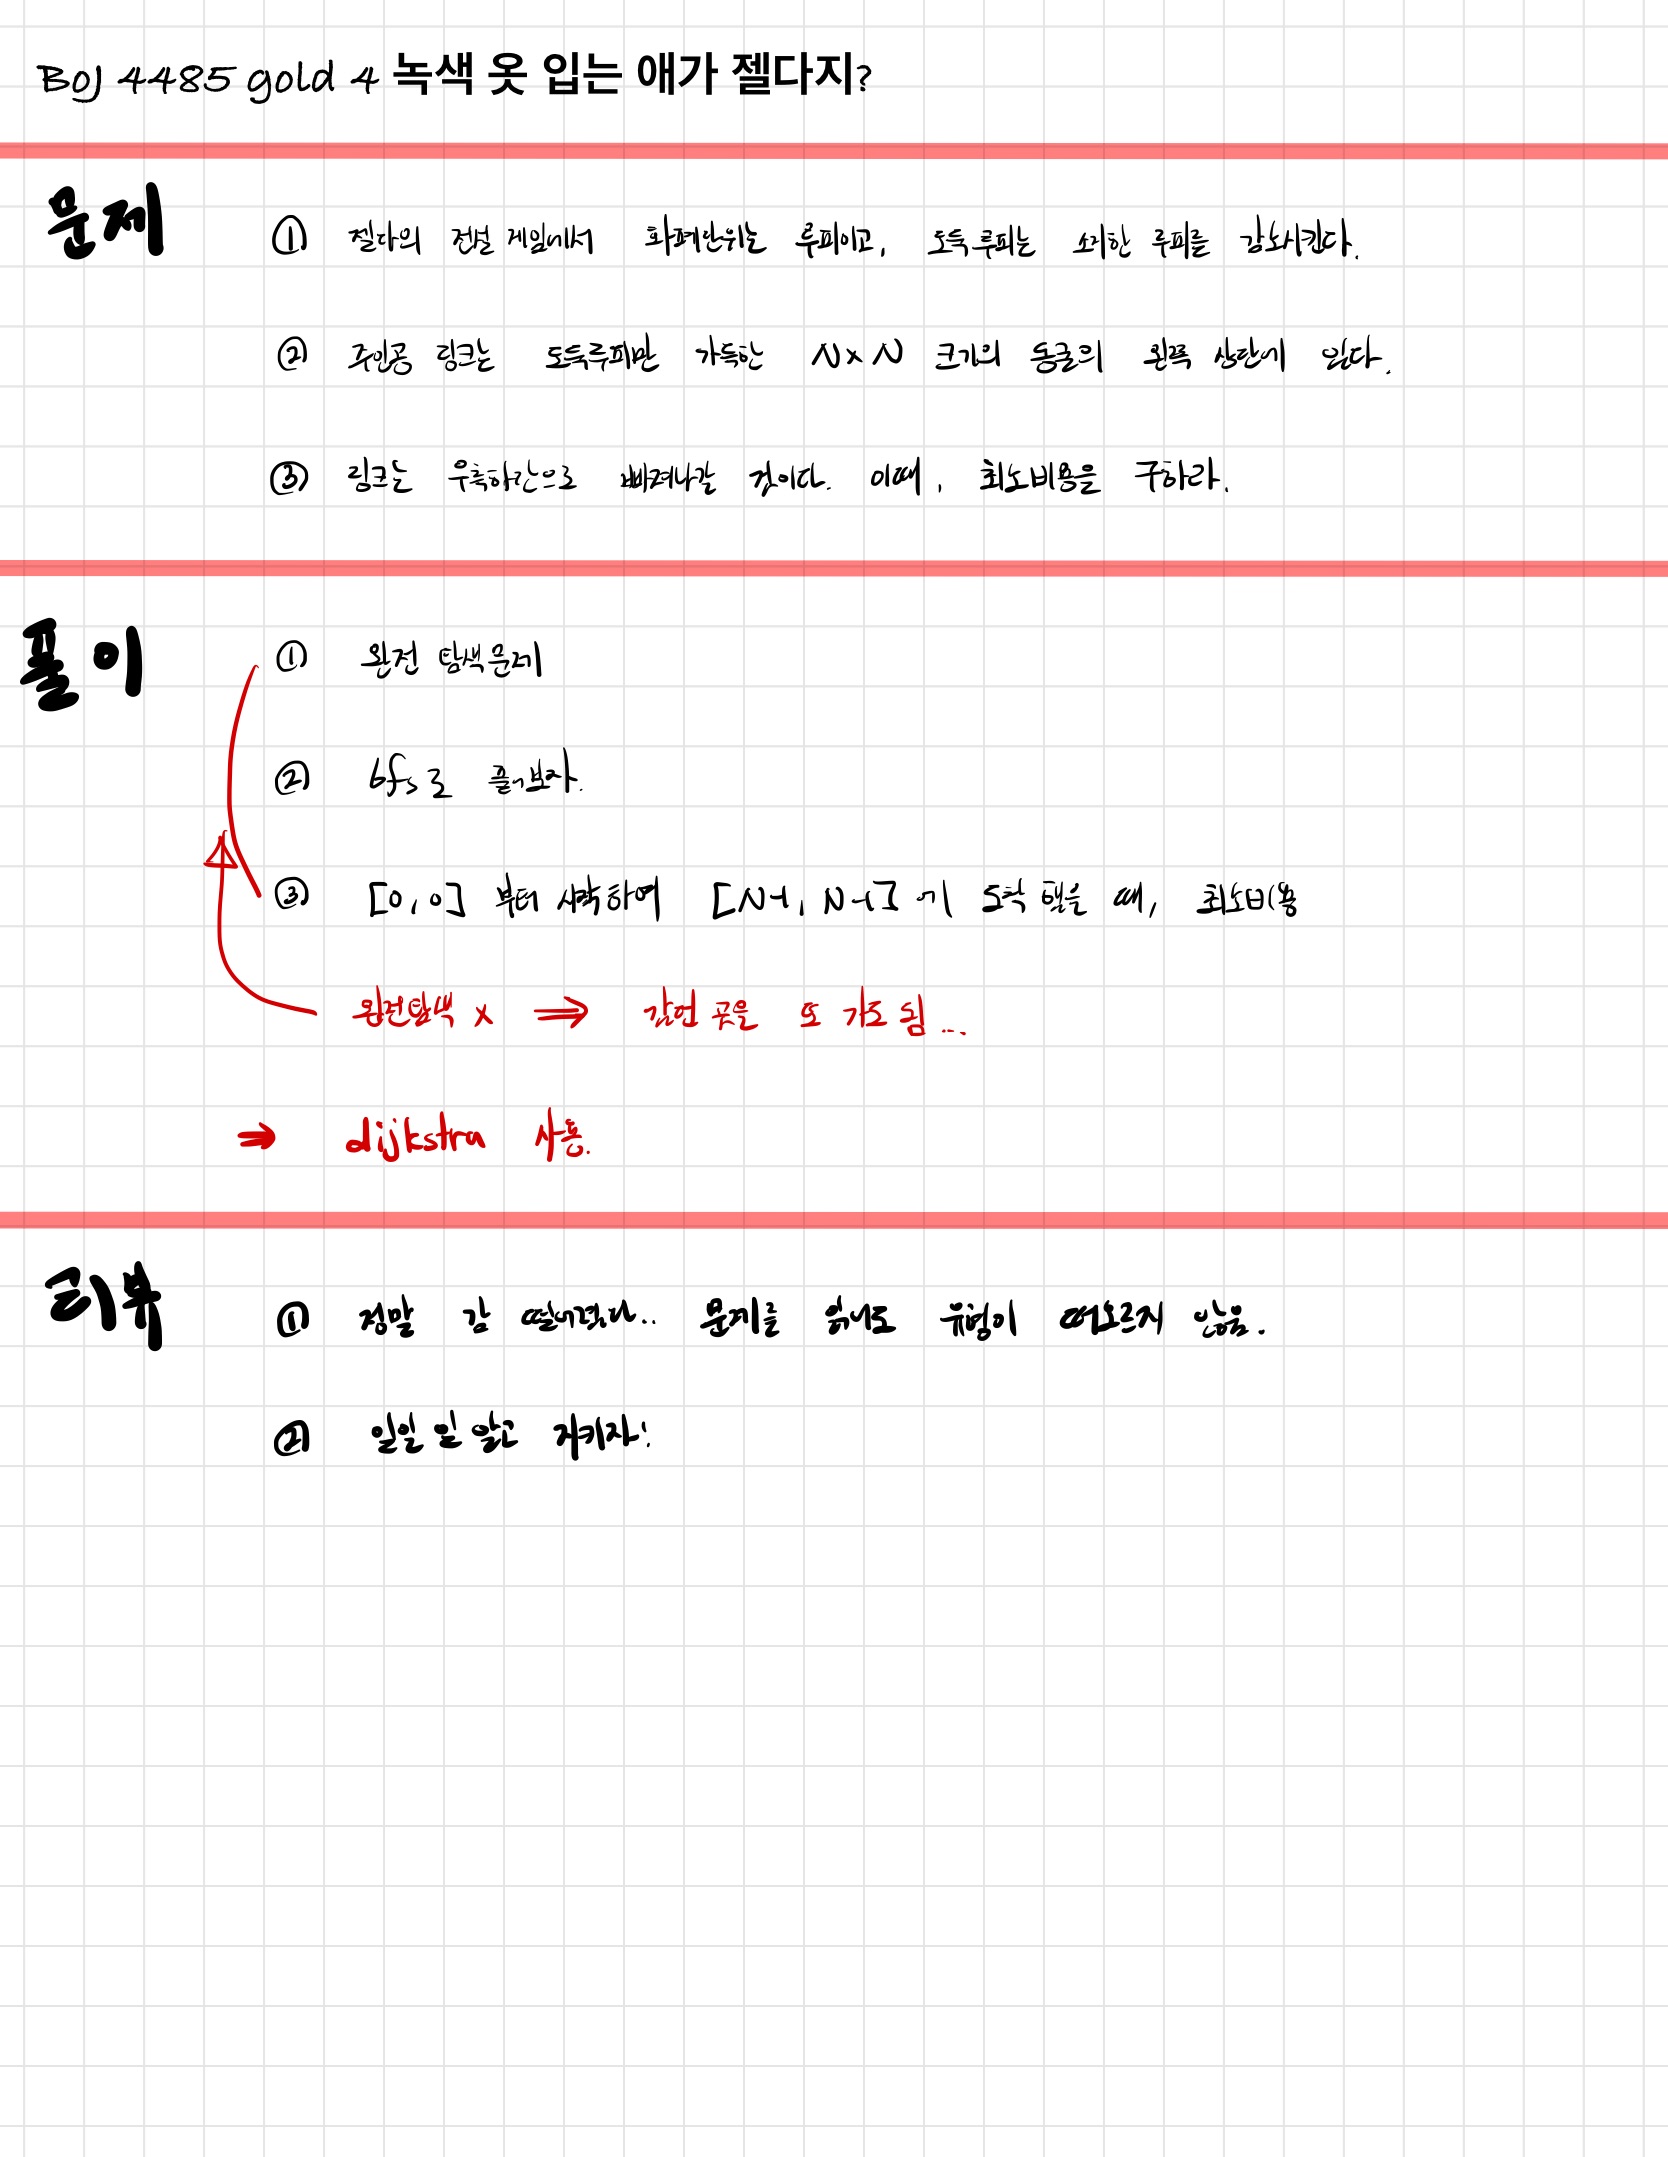 BOJ 4485 gold 4 녹색 옷 입는 애가 젤다지?
문제
① 젤다의 전설 게임에서 화폐단위는 루피이고, 도둑루피는 소지한 루피를 감소시킨다.
② 주인공 링크는 도둑루피만 가득한 N x N 크기의 동굴의 왼쪽 상단에 있다.
③ 링크는 우측하단으로 빠져나갈 것이다. 이때, 최소비용을 구하라.
풀이
① 완전 탐색문제
② bfs로 풀어보자.
③ [0, 0] 부터 시작하여 [N-1, N-1] 에 도착 했을 때, 최소비용
완전탐색 x ⇒ 갔던 곳을 또 가도 됨...
⇒ dijkstra 사용.
리뷰
① 정말 감 떨어졌다.. 문제를 읽어도 유형이 떠오르지 않음.
② 일일 일 알고 지키자!